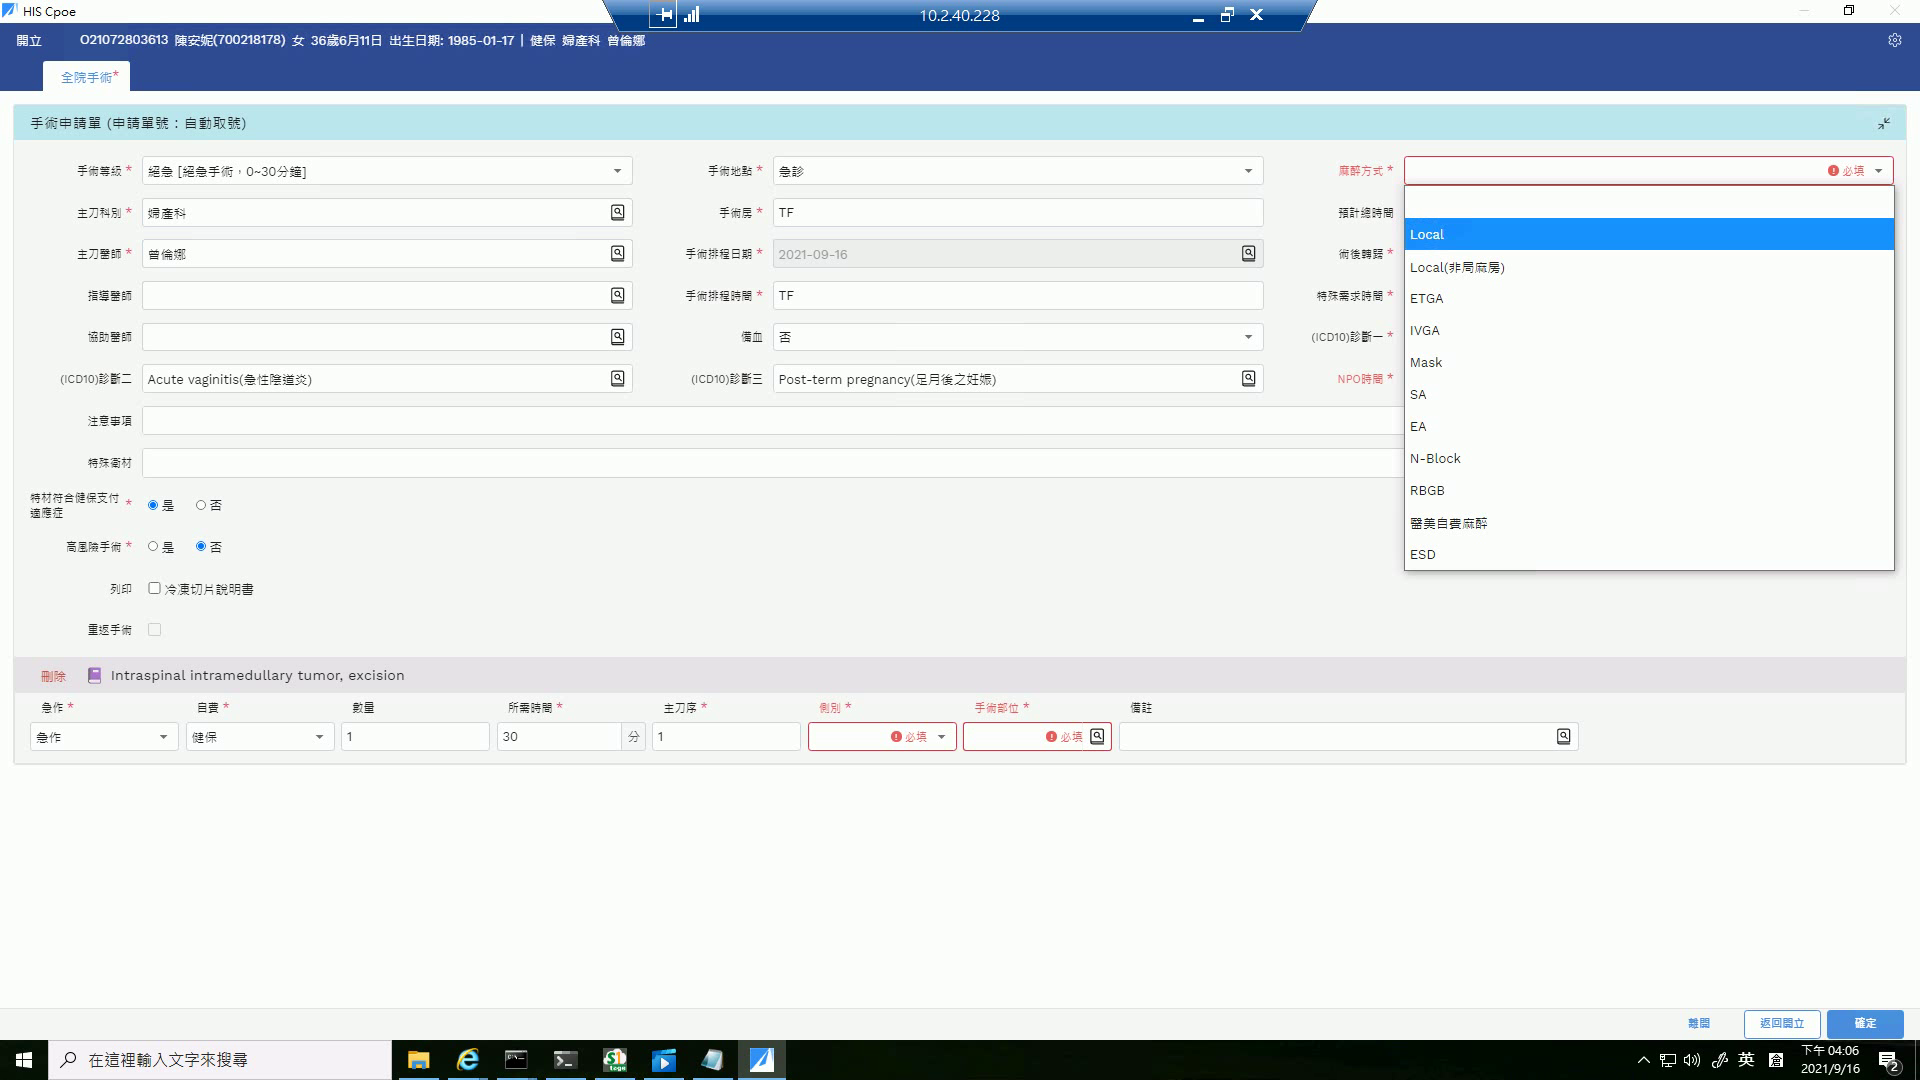 HIS Cpoe
10.2.40.228
開立 O21072803613 陳安妮(700218178) 女 36歲6月11日 出生日期: 1985-01-17 | 健保 婦產科 曾倫娜
全院手術*
手術申請單 (申請單號：自動取號)
手術等級 * 絕急 [絕急手術，0~30分鐘] 手術地點 * 急診 麻醉方式 * 必填
主刀科別 * 婦產科 手術房 * TF 預計總時間
主刀醫師 * 曾倫娜 手術排程日期 * 2021-09-16 術後轉歸 *
指導醫師 手術排程時間 * TF 特殊需求時間 *
協助醫師 備血 否 (ICD10)診斷一 *
(ICD10)診斷二 Acute vaginitis(急性陰道炎) (ICD10)診斷三 Post-term pregnancy(足月後之妊娠) NPO時間 *
Local
Local(非局麻房)
ETGA
IVGA
Mask
SA
EA
N-Block
RBGB
醫美自費麻醉
ESD
注意事項
特殊衛材
特材符合健保支付適應症 * 是 否
高風險手術 * 是 否
列印 冷凍切片說明書
重返手術
刪除 Intraspinal intramedullary tumor, excision
急作 * 自費 * 數量 所需時間 * 主刀序 * 側別 * 手術部位 * 備註
急作 健保 1 30 分 1 必填 必填
離開 返回開立 確定
在這裡輸入文字來搜尋
英
下午 04:06
2021/9/16
2